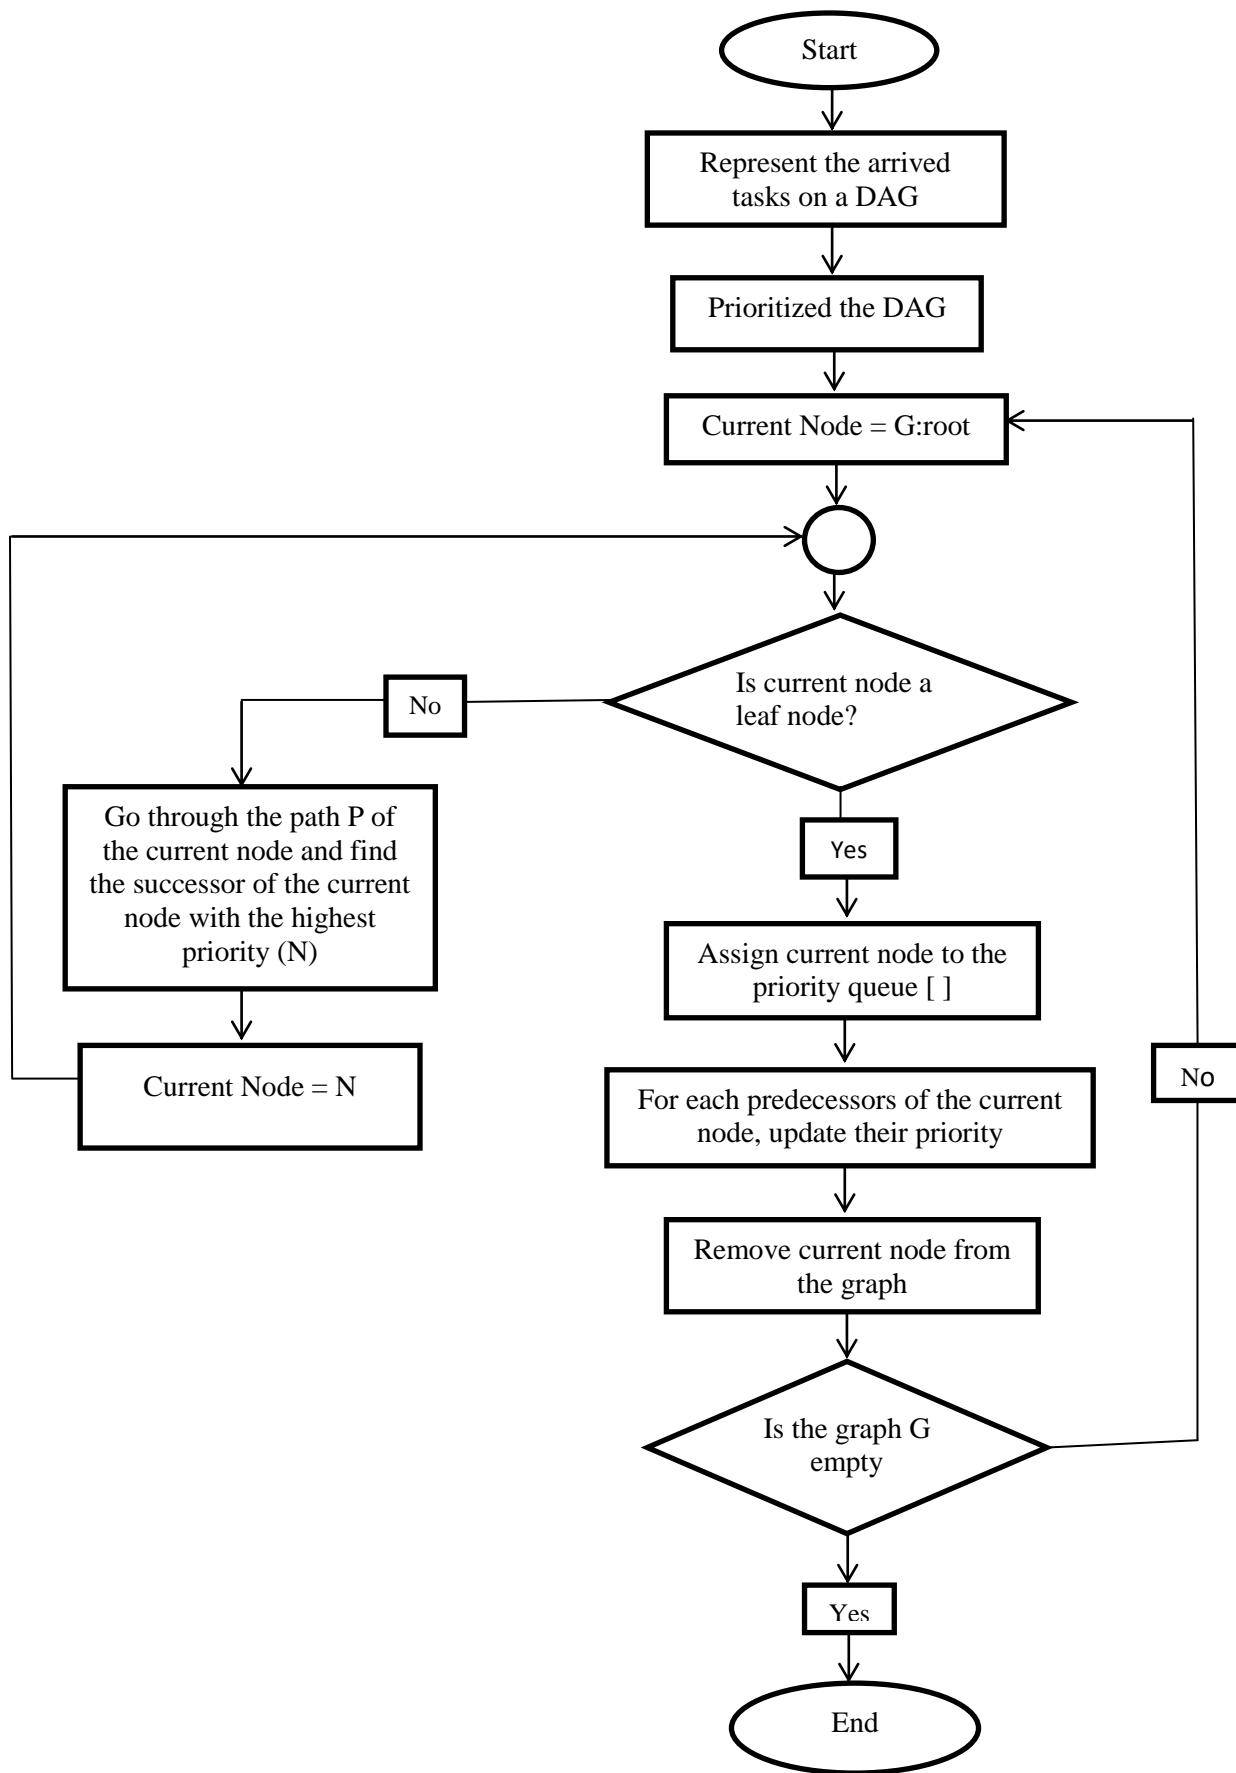 Start
Represent the arrived
tasks on a DAG
Prioritized the DAG
Current Node = G:root
Is current node a
leaf node?
No
Go through the path P of
the current node and find
the successor of the current
node with the highest
priority (N)
Current Node = N
Yes
Assign current node to the
priority queue [ ]
For each predecessors of the current
node, update their priority
No
Remove current node from
the graph
Is the graph G
empty
Yes
End